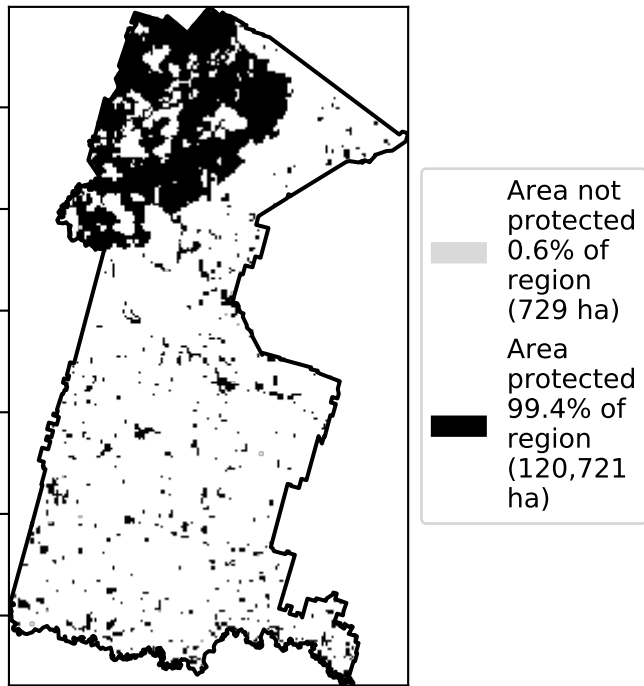 Area not
protected
0.6% of
region
(729 ha)
Area
protected
99.4% of
region
(120,721
ha)